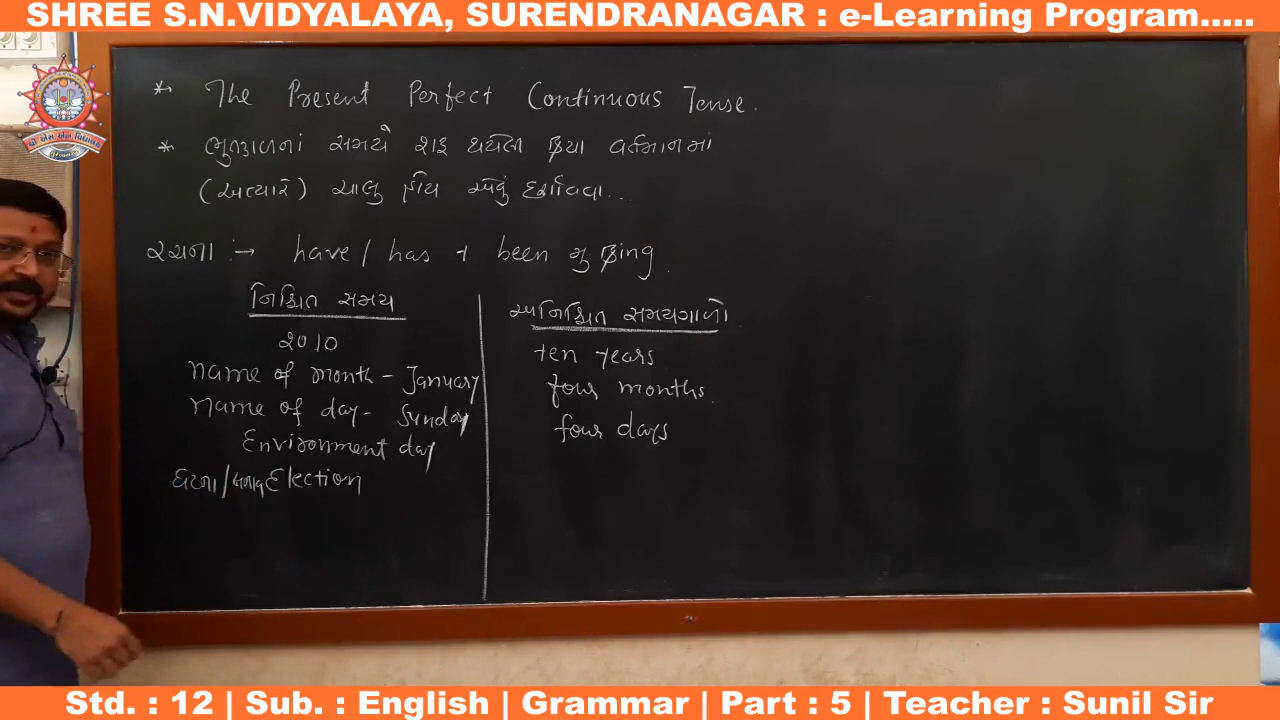 SHREE S.N.VIDYALAYA, SURENDRANAGAR : e-Learning Program.....
* The Present Perfect Continuous Tense.
* ભુતકાળનાં સમયે શરૂ થયેલી ક્રિયા વર્તમાનમાં
(અત્યારે) ચાલુ હોય એવું દર્શાવવા...
રચના :→ have / has + been મુ. ક્રિing.
નિશ્ચિત સમય
2010
name of month - January
name of day - Sunday
Environment day
ઘટના/બનાવ Election
અનિશ્ચિત સમયગાળો
ten years
four months.
four days
Std. : 12 | Sub. : English | Grammar | Part : 5 | Teacher : Sunil Sir